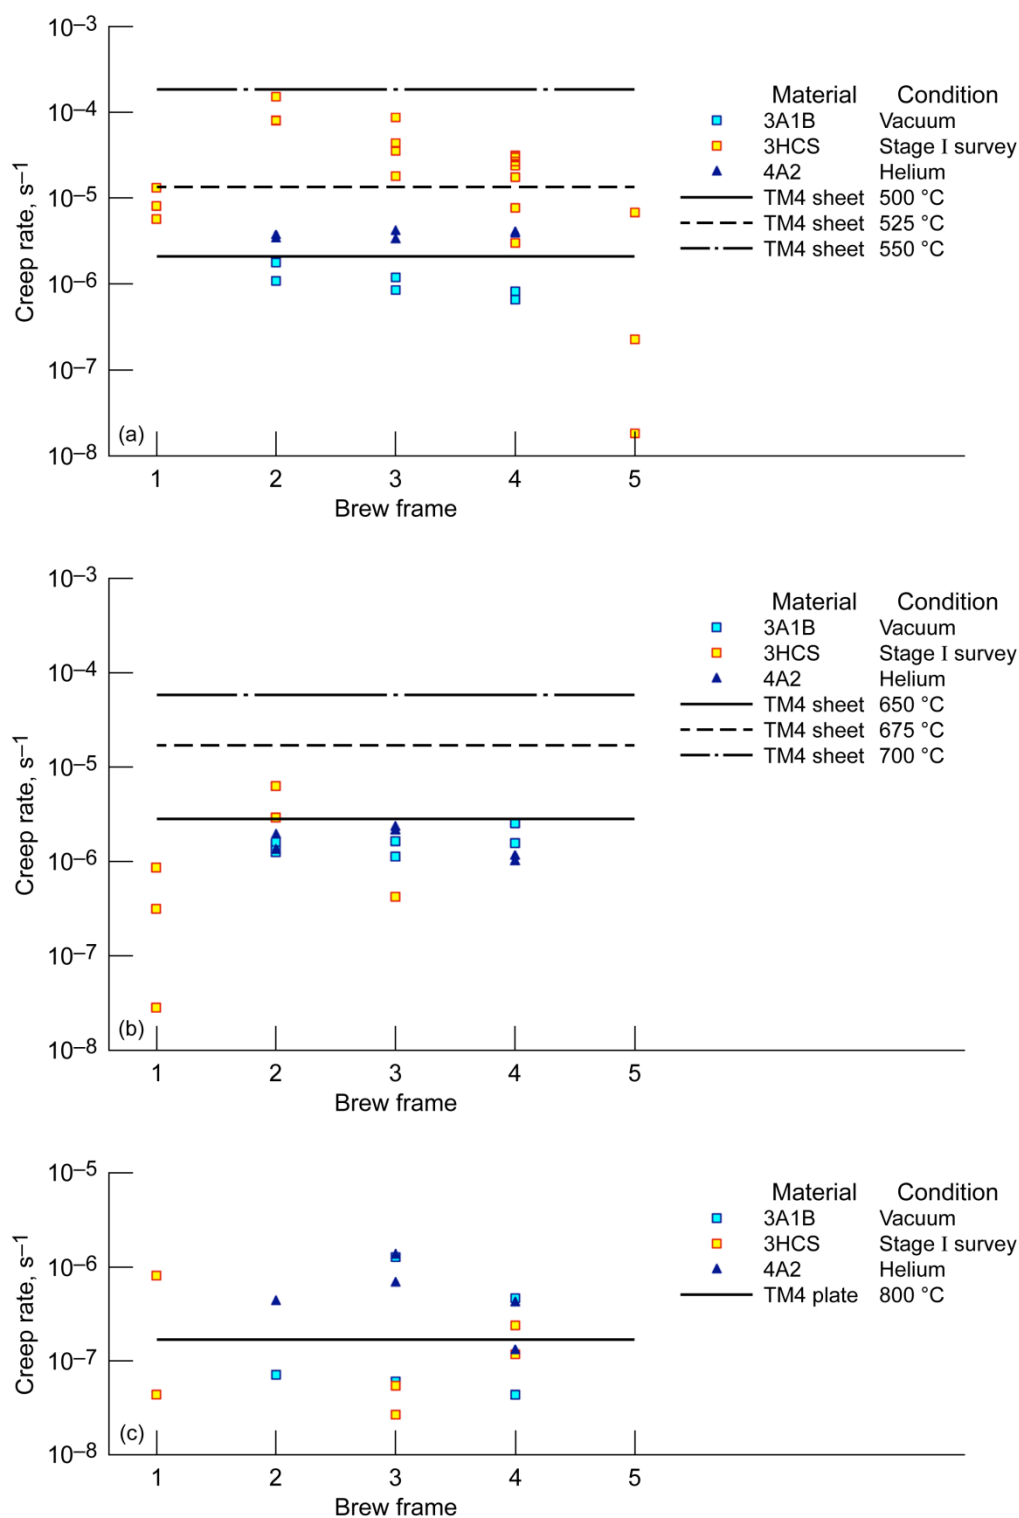 10–3
10–4
10–5
10–6
10–7
10–8
Creep rate, s–1
(a)
1 2 3 4 5
Brew frame
Material Condition
3A1B Vacuum
3HCS Stage I survey
4A2 Helium
TM4 sheet 500 °C
TM4 sheet 525 °C
TM4 sheet 550 °C
10–3
10–4
10–5
10–6
10–7
10–8
Creep rate, s–1
(b)
1 2 3 4 5
Brew frame
Material Condition
3A1B Vacuum
3HCS Stage I survey
4A2 Helium
TM4 sheet 650 °C
TM4 sheet 675 °C
TM4 sheet 700 °C
10–5
10–6
10–7
10–8
Creep rate, s–1
(c)
1 2 3 4 5
Brew frame
Material Condition
3A1B Vacuum
3HCS Stage I survey
4A2 Helium
TM4 plate 800 °C